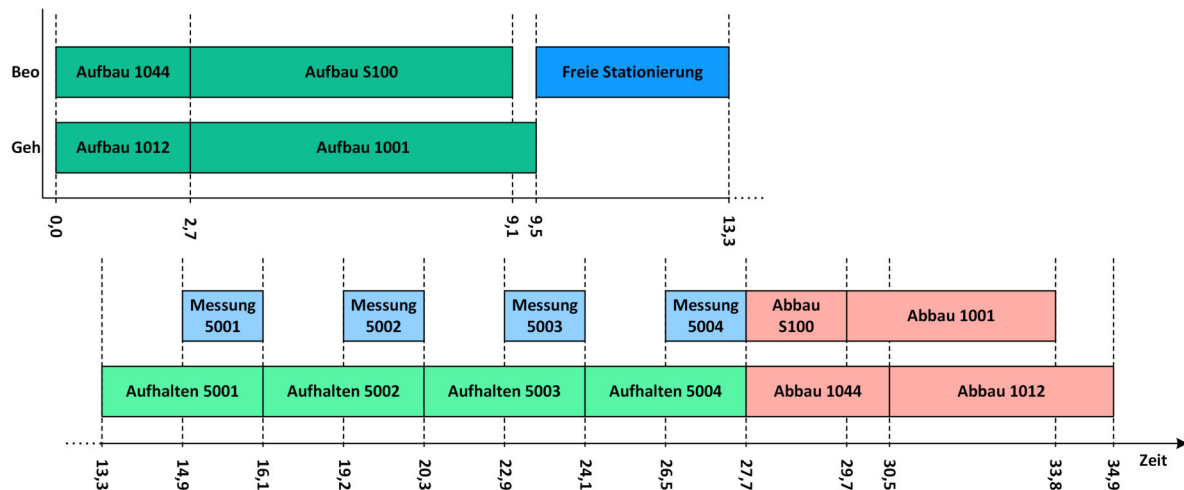 Beo
Aufbau 1044
Aufbau S100
Freie Stationierung
Geh
Aufbau 1012
Aufbau 1001
0,0
2,7
9,1
9,5
13,3
Messung
5001
Messung
5002
Messung
5003
Messung
5004
Abbau
S100
Abbau 1001
Aufhalten 5001
Aufhalten 5002
Aufhalten 5003
Aufhalten 5004
Abbau 1044
Abbau 1012
13,3
14,9
16,1
19,2
20,3
22,9
24,1
26,5
27,7
29,7
30,5
33,8
34,9
Zeit